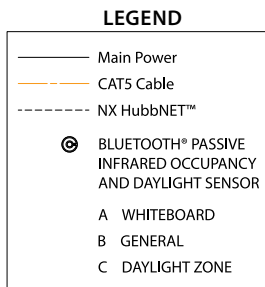 LEGEND
Main Power
CAT5 Cable
NX HubbNET™
BLUETOOTH® PASSIVE
INFRARED OCCUPANCY
AND DAYLIGHT SENSOR
A WHITEBOARD
B GENERAL
C DAYLIGHT ZONE